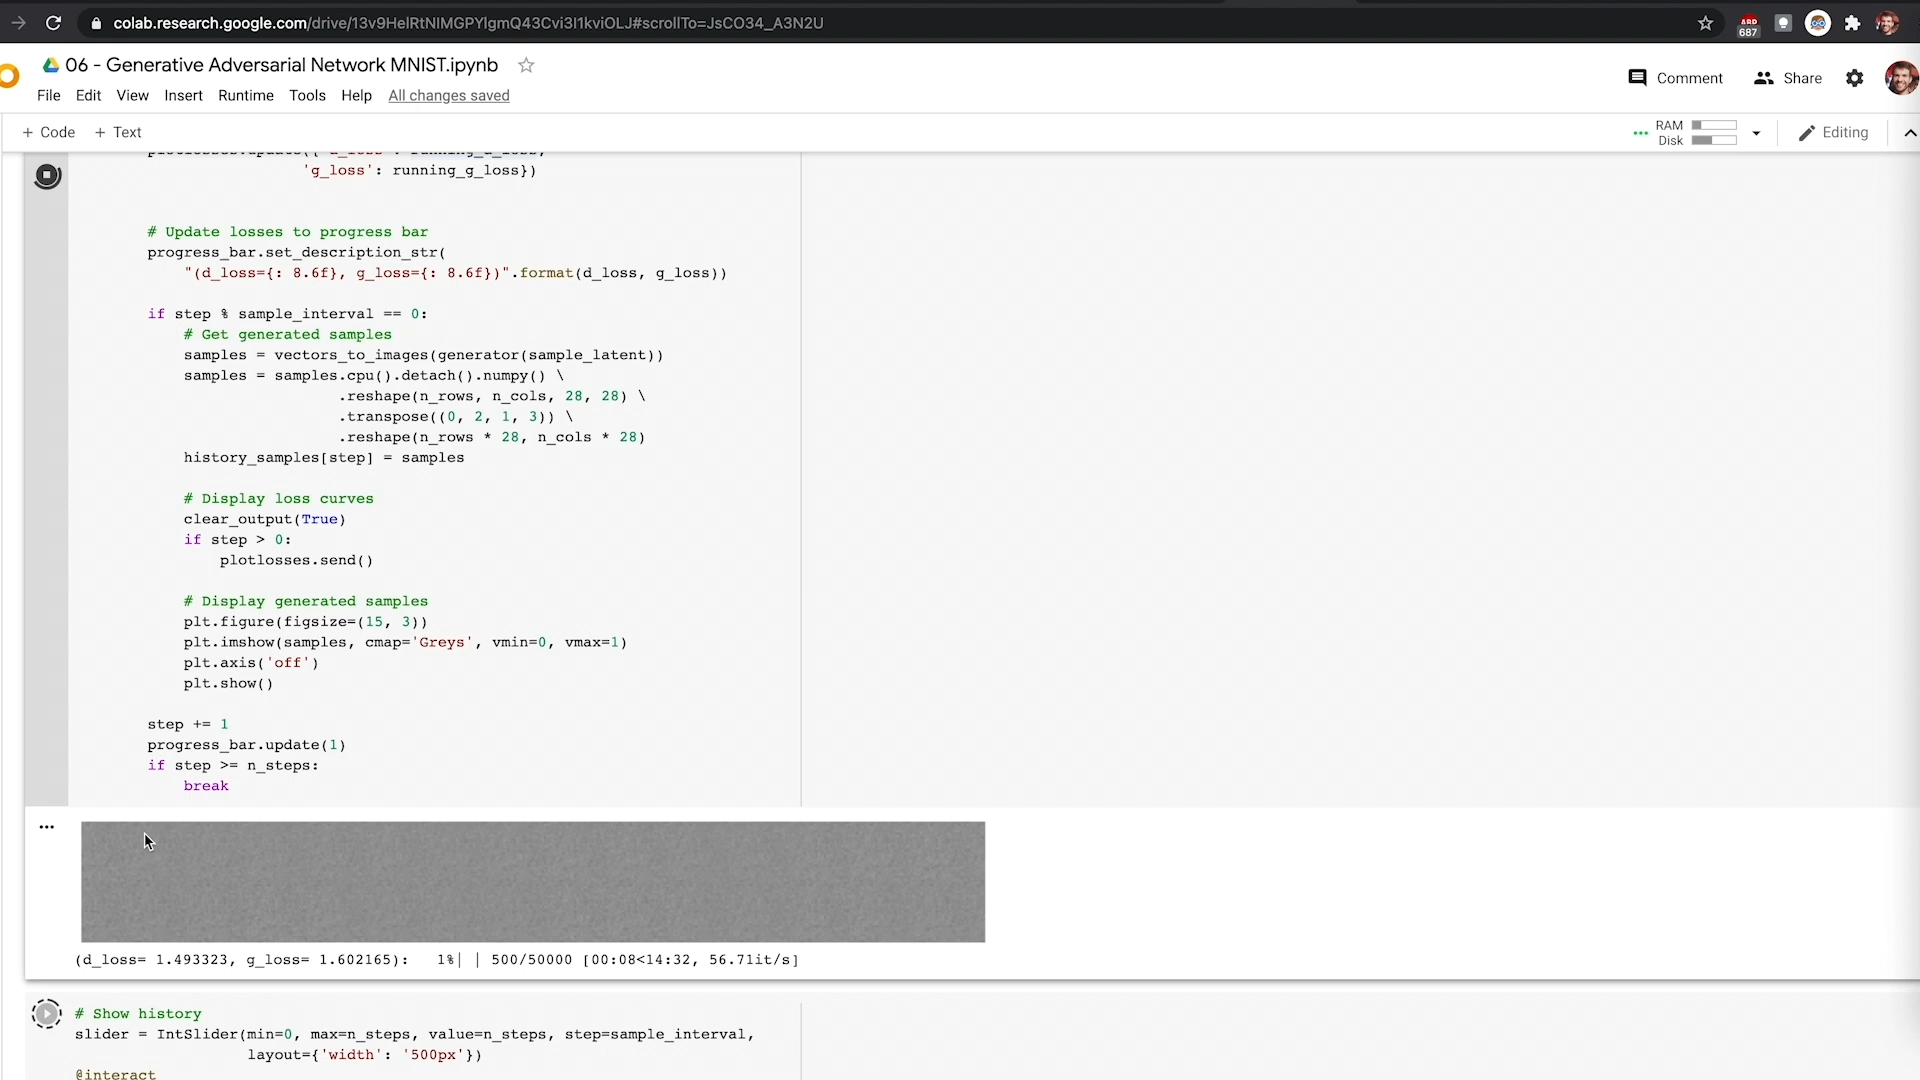 colab.research.google.com/drive/13v9HelRtNIMGPYlgmQ43Cvi3I1kviOLJ#scrollTo=JsCO34_A3N2U
ABP
687
06 - Generative Adversarial Network MNIST.ipynb
Comment
Share
File Edit View Insert Runtime Tools Help All changes saved
+ Code + Text
RAM
Disk
Editing
plotlosses.update({'d_loss': running_d_loss,
'g_loss': running_g_loss})
# Update losses to progress bar
progress_bar.set_description_str(
"(d_loss={: 8.6f}, g_loss={: 8.6f})".format(d_loss, g_loss))
if step % sample_interval == 0:
# Get generated samples
samples = vectors_to_images(generator(sample_latent))
samples = samples.cpu().detach().numpy() \
.reshape(n_rows, n_cols, 28, 28) \
.transpose((0, 2, 1, 3)) \
.reshape(n_rows * 28, n_cols * 28)
history_samples[step] = samples
# Display loss curves
clear_output(True)
if step > 0:
plotlosses.send()
# Display generated samples
plt.figure(figsize=(15, 3))
plt.imshow(samples, cmap='Greys', vmin=0, vmax=1)
plt.axis('off')
plt.show()
step += 1
progress_bar.update(1)
if step >= n_steps:
break
(d_loss= 1.493323, g_loss= 1.602165):   1%|  | 500/50000 [00:08<14:32, 56.71it/s]
# Show history
slider = IntSlider(min=0, max=n_steps, value=n_steps, step=sample_interval,
layout={'width': '500px'})
@interact